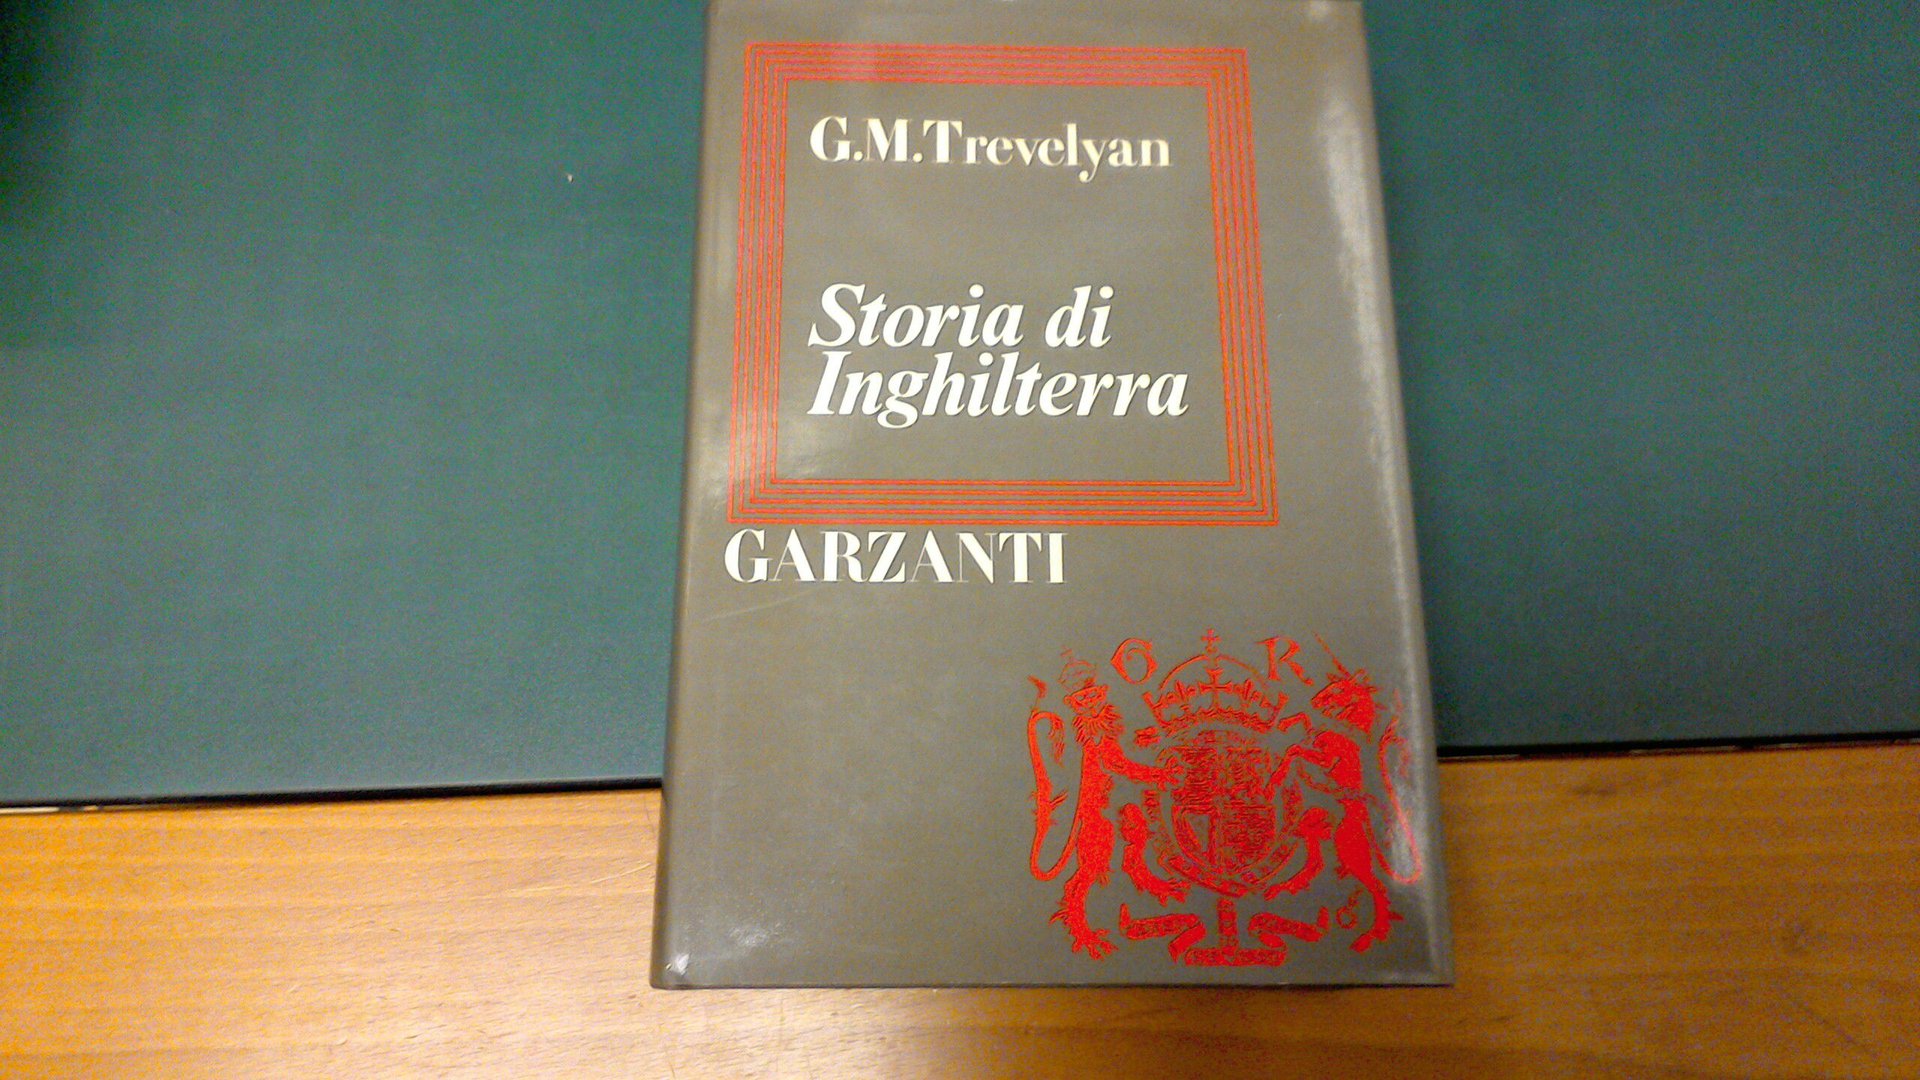 G.M.Trevelyan
Storia di
Inghilterra
GARZANTI
G R